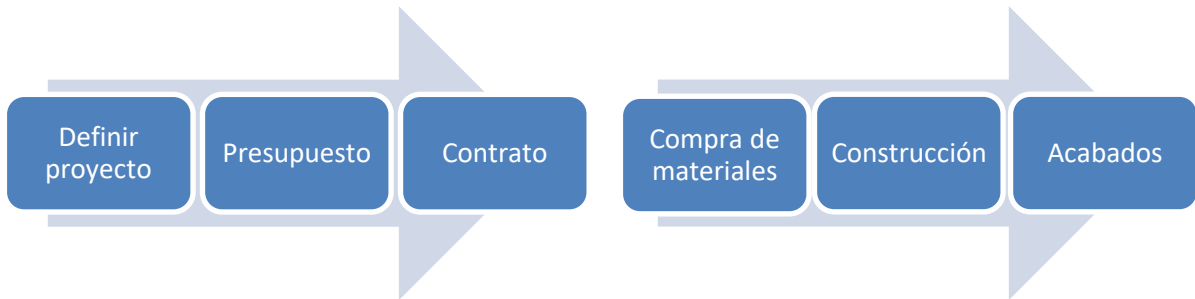 Definir
proyecto
Presupuesto
Contrato
Compra de
materiales
Construcción
Acabados